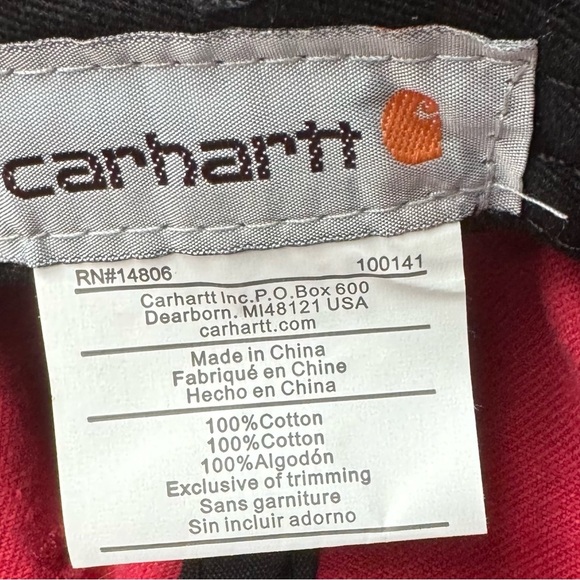 carhartt
RN#14806 100141
Carhartt Inc.P.O.Box 600
Dearborn. MI48121 USA
carhartt.com
Made in China
Fabriqué en Chine
Hecho en China
100%Cotton
100%Cotton
100%Algodón
Exclusive of trimming
Sans garniture
Sin incluir adorno